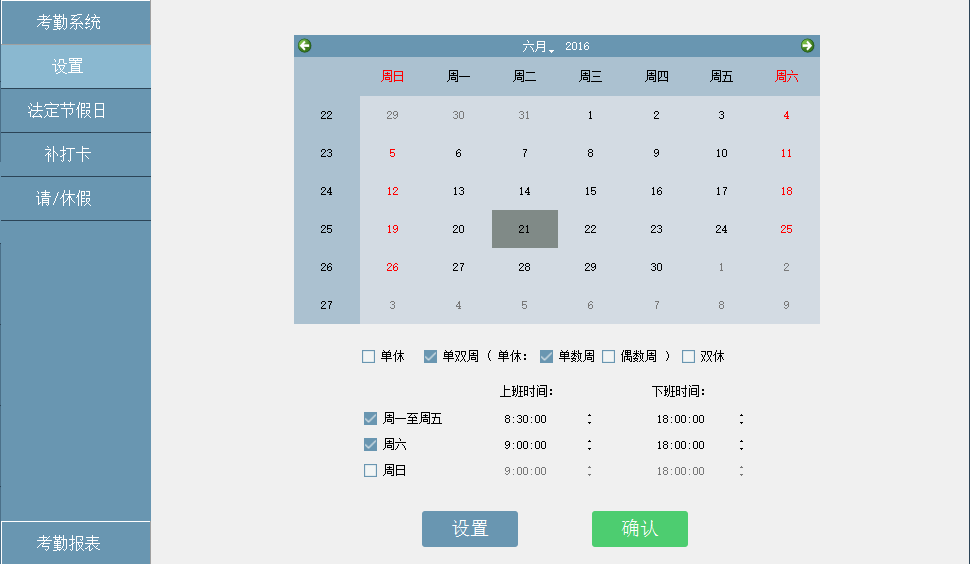 考勤系统
设置
法定节假日
补打卡
请/休假
考勤报表
六月 2016
周日 周一 周二 周三 周四 周五 周六
22 29 30 31 1 2 3 4
23 5 6 7 8 9 10 11
24 12 13 14 15 16 17 18
25 19 20 21 22 23 24 25
26 26 27 28 29 30 1 2
27 3 4 5 6 7 8 9
单休 单双周 ( 单休: 单数周 偶数周 ) 双休
上班时间: 下班时间:
周一至周五 8:30:00 18:00:00
周六 9:00:00 18:00:00
周日 9:00:00 18:00:00
设置 确认